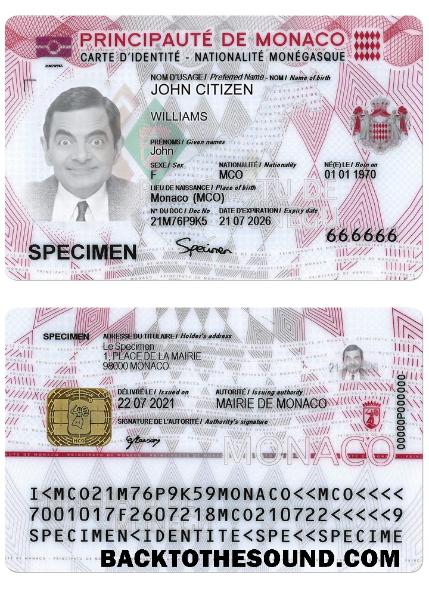 PRINCIPAUTÉ DE MONACO
CARTE D'IDENTITÉ - NATIONALITÉ MONÉGASQUE
NOM D'USAGE / Preferred Name - NOM / Name of birth
JOHN CITIZEN
WILLIAMS
PRÉNOMS / Given names
John
SEXE / Sex NATIONALITÉ / Nationality NÉ(E) LE / Born on
F MCO 01 01 1970
LIEU DE NAISSANCE / Place of birth
Monaco (MCO)
N° DU DOC / Doc No DATE D'EXPIRATION / Expiry date
21M76P9K5 21 07 2026
SPECIMEN Specimen 666666
SPECIMEN ADRESSE DU TITULAIRE / Holder's address
Le Specimen
1, PLACE DE LA MAIRIE
98000 MONACO
DÉLIVRÉ LE / Issued on AUTORITÉ / Issuing authority
22 07 2021 MAIRIE DE MONACO
SIGNATURE DE L'AUTORITÉ / Authority's signature
00000P000000
MCO
MONACO
I<MCO21M76P9K59MONACO<<MCO<<<<
7001017F2607218MCO210722<<<<<9
SPECIMEN<IDENTITE<SPE<<SPECIME
BACKTOTHESOUND.COM